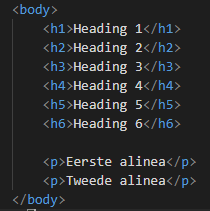 <body>
<h1>Heading 1</h1>
<h2>Heading 2</h2>
<h3>Heading 3</h3>
<h4>Heading 4</h4>
<h5>Heading 5</h5>
<h6>Heading 6</h6>
<p>Eerste alinea</p>
<p>Tweede alinea</p>
</body>